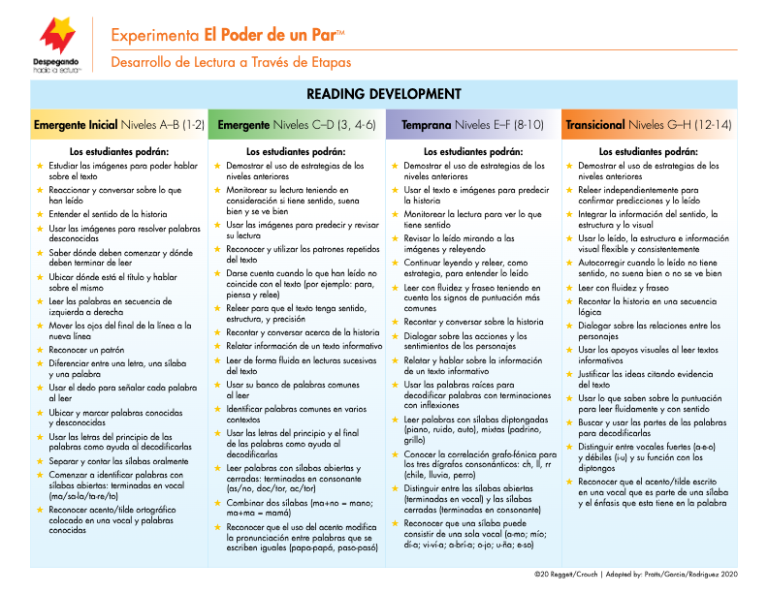 Despegando
hacia la lectura™
Experimenta El Poder de un Par™
Desarrollo de Lectura a Través de Etapas
READING DEVELOPMENT
Emergente Inicial Niveles A–B (1-2)
Los estudiantes podrán:
★ Estudiar las imágenes para poder hablar
sobre el texto
★ Reaccionar y conversar sobre lo que
han leído
★ Entender el sentido de la historia
★ Usar las imágenes para resolver palabras
desconocidas
★ Saber dónde deben comenzar y dónde
deben terminar de leer
★ Ubicar dónde está el título y hablar
sobre el mismo
★ Leer las palabras en secuencia de
izquierda a derecha
★ Mover los ojos del final de la línea a la
nueva línea
★ Reconocer un patrón
★ Diferenciar entre una letra, una sílaba
y una palabra
★ Usar el dedo para señalar cada palabra
al leer
★ Ubicar y marcar palabras conocidas
y desconocidas
★ Usar las letras del principio de las
palabras como ayuda al decodificarlas
★ Separar y contar las sílabas oralmente
★ Comenzar a identificar palabras con
sílabas abiertas: terminadas en vocal
(ma/sa-la/ta-re/to)
★ Reconocer acento/tilde ortográfico
colocado en una vocal y palabras
conocidas
Emergente Niveles C–D (3, 4-6)
Los estudiantes podrán:
★ Demostrar el uso de estrategias de los
niveles anteriores
★ Monitorear su lectura teniendo en
consideración si tiene sentido, suena
bien y se ve bien
★ Usar las imágenes para predecir y revisar
su lectura
★ Reconocer y utilizar los patrones repetidos
del texto
★ Darse cuenta cuando lo que han leído no
coincide con el texto (por ejemplo: para,
piensa y relee)
★ Releer para que el texto tenga sentido,
estructura, y precisión
★ Recontar y conversar acerca de la historia
★ Relatar información de un texto informativo
★ Leer de forma fluida en lecturas sucesivas
del texto
★ Usar su banco de palabras comunes
al leer
★ Identificar palabras comunes en varios
contextos
★ Usar las letras del principio y el final
de las palabras como ayuda al
decodificarlas
★ Leer palabras con sílabas abiertas y
cerradas: terminadas en consonante
(as/no, doc/tor, ac/tor)
★ Combinar dos sílabas (ma+no = mano;
ma+ma = mamá)
★ Reconocer que el uso del acento modifica
la pronunciación entre palabras que se
escriben iguales (papa-papá, paso-pasó)
Temprana Niveles E–F (8-10)
Los estudiantes podrán:
★ Demostrar el uso de estrategias de los
niveles anteriores
★ Usar el texto e imágenes para predecir
la historia
★ Monitorear la lectura para ver lo que
tiene sentido
★ Revisar lo leído mirando a las
imágenes y releyendo
★ Continuar leyendo y releer, como
estrategia, para entender lo leído
★ Leer con fluidez y fraseo teniendo en
cuenta los signos de puntuación más
comunes
★ Recontar y conversar sobre la historia
★ Dialogar sobre las acciones y los
sentimientos de los personajes
★ Relatar y hablar sobre la información
de un texto informativo
★ Usar las palabras raíces para
decodificar palabras con terminaciones
con inflexiones
★ Leer palabras con sílabas diptongadas
(piano, ruido, auto), mixtas (padrino,
grillo)
★ Conocer la correlación grafo-fónica para
los tres dígrafos consonánticos: ch, ll, rr
(chile, lluvia, perro)
★ Distinguir entre las sílabas abiertas
(terminadas en vocal) y las sílabas
cerradas (terminadas en consonante)
★ Reconocer que una sílaba puede
consistir de una sola vocal (a-mo; mío;
dí-a; vi-ví-a; a-brí-a; o-jo; u-ña; e-so)
Transicional Niveles G–H (12-14)
Los estudiantes podrán:
★ Demostrar el uso de estrategias de los
niveles anteriores
★ Releer independientemente para
confirmar predicciones y lo leído
★ Integrar la información del sentido, la
estructura y lo visual
★ Usar lo leído, la estructura e información
visual flexible y consistentemente
★ Autocorregir cuando lo leído no tiene
sentido, no suena bien o no se ve bien
★ Leer con fluidez y fraseo
★ Recontar la historia en una secuencia
lógica
★ Dialogar sobre las relaciones entre los
personajes
★ Usar los apoyos visuales al leer textos
informativos
★ Justificar las ideas citando evidencia
del texto
★ Usar lo que saben sobre la puntuación
para leer fluidamente y con sentido
★ Buscar y usar las partes de las palabras
para decodificarlas
★ Distinguir entre vocales fuertes (a-e-o)
y débiles (i-u) y su función con los
diptongos
★ Reconocer que el acento/tilde escrito
en una vocal que es parte de una sílaba
y el énfasis que esta tiene en la palabra
©20 Reggett/Crouch | Adapted by: Pratts/Garcia/Rodriguez 2020